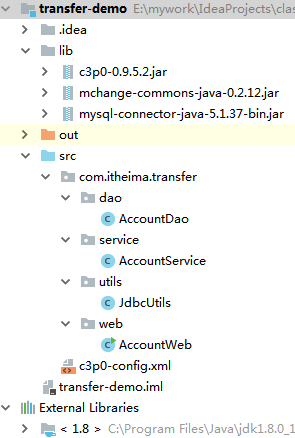 transfer-demo E:\mywork\IdeaProjects\clas
.idea
lib
c3p0-0.9.5.2.jar
mchange-commons-java-0.2.12.jar
mysql-connector-java-5.1.37-bin.jar
out
src
com.itheima.transfer
dao
AccountDao
service
AccountService
utils
JdbcUtils
web
AccountWeb
c3p0-config.xml
transfer-demo.iml
External Libraries
< 1.8 > C:\Program Files\Java\jdk1.8.0_1